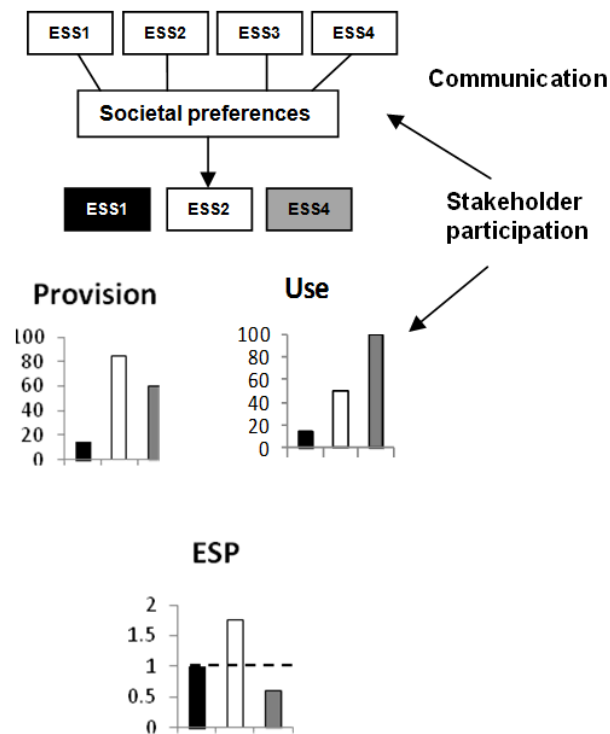 ESS1 ESS2 ESS3 ESS4
Communication
Societal preferences
ESS1 ESS2 ESS4
Stakeholder
participation
Provision
Use
100
80
60
40
20
0
100
80
60
40
20
0
ESP
2
1.5
1
0.5
0